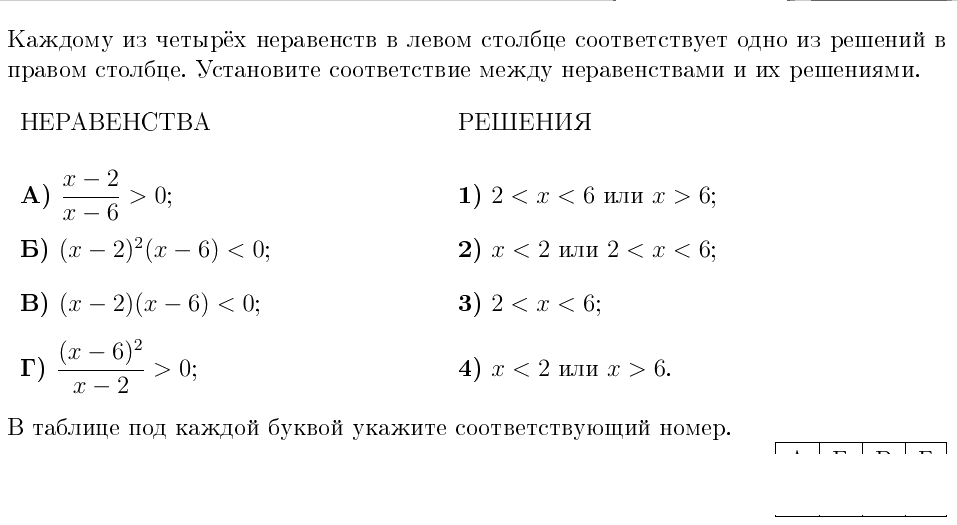 Каждому из четырёх неравенств в левом столбце соответствует одно из решений в
правом столбце. Установите соответствие между неравенствами и их решениями.
НЕРАВЕНСТВА РЕШЕНИЯ
А) \frac{x − 2}{x − 6} > 0; 1) 2 < x < 6 или x > 6;
Б) (x − 2)²(x − 6) < 0; 2) x < 2 или 2 < x < 6;
В) (x − 2)(x − 6) < 0; 3) 2 < x < 6;
Г) \frac{(x − 6)²}{x − 2} > 0; 4) x < 2 или x > 6.
В таблице под каждой буквой укажите соответствующий номер.